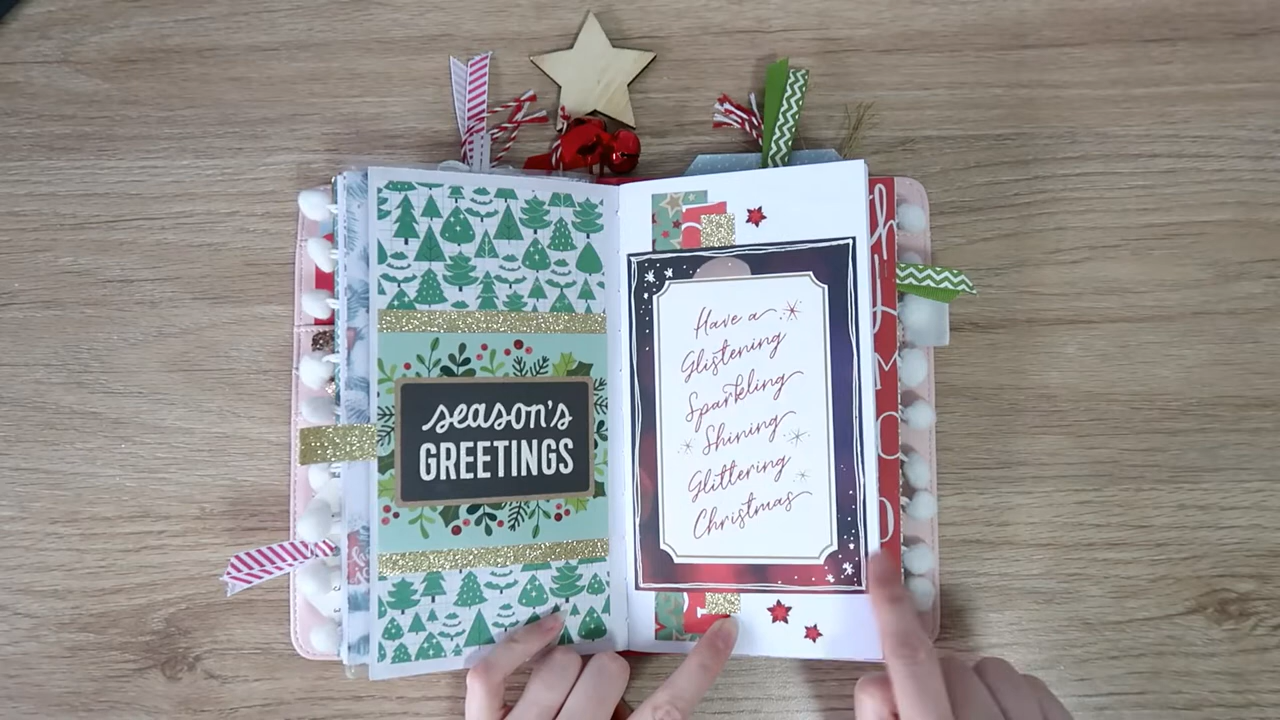 season's
GREETINGS
Have a
Glistening
Sparkling
Shining
Glittering
Christmas